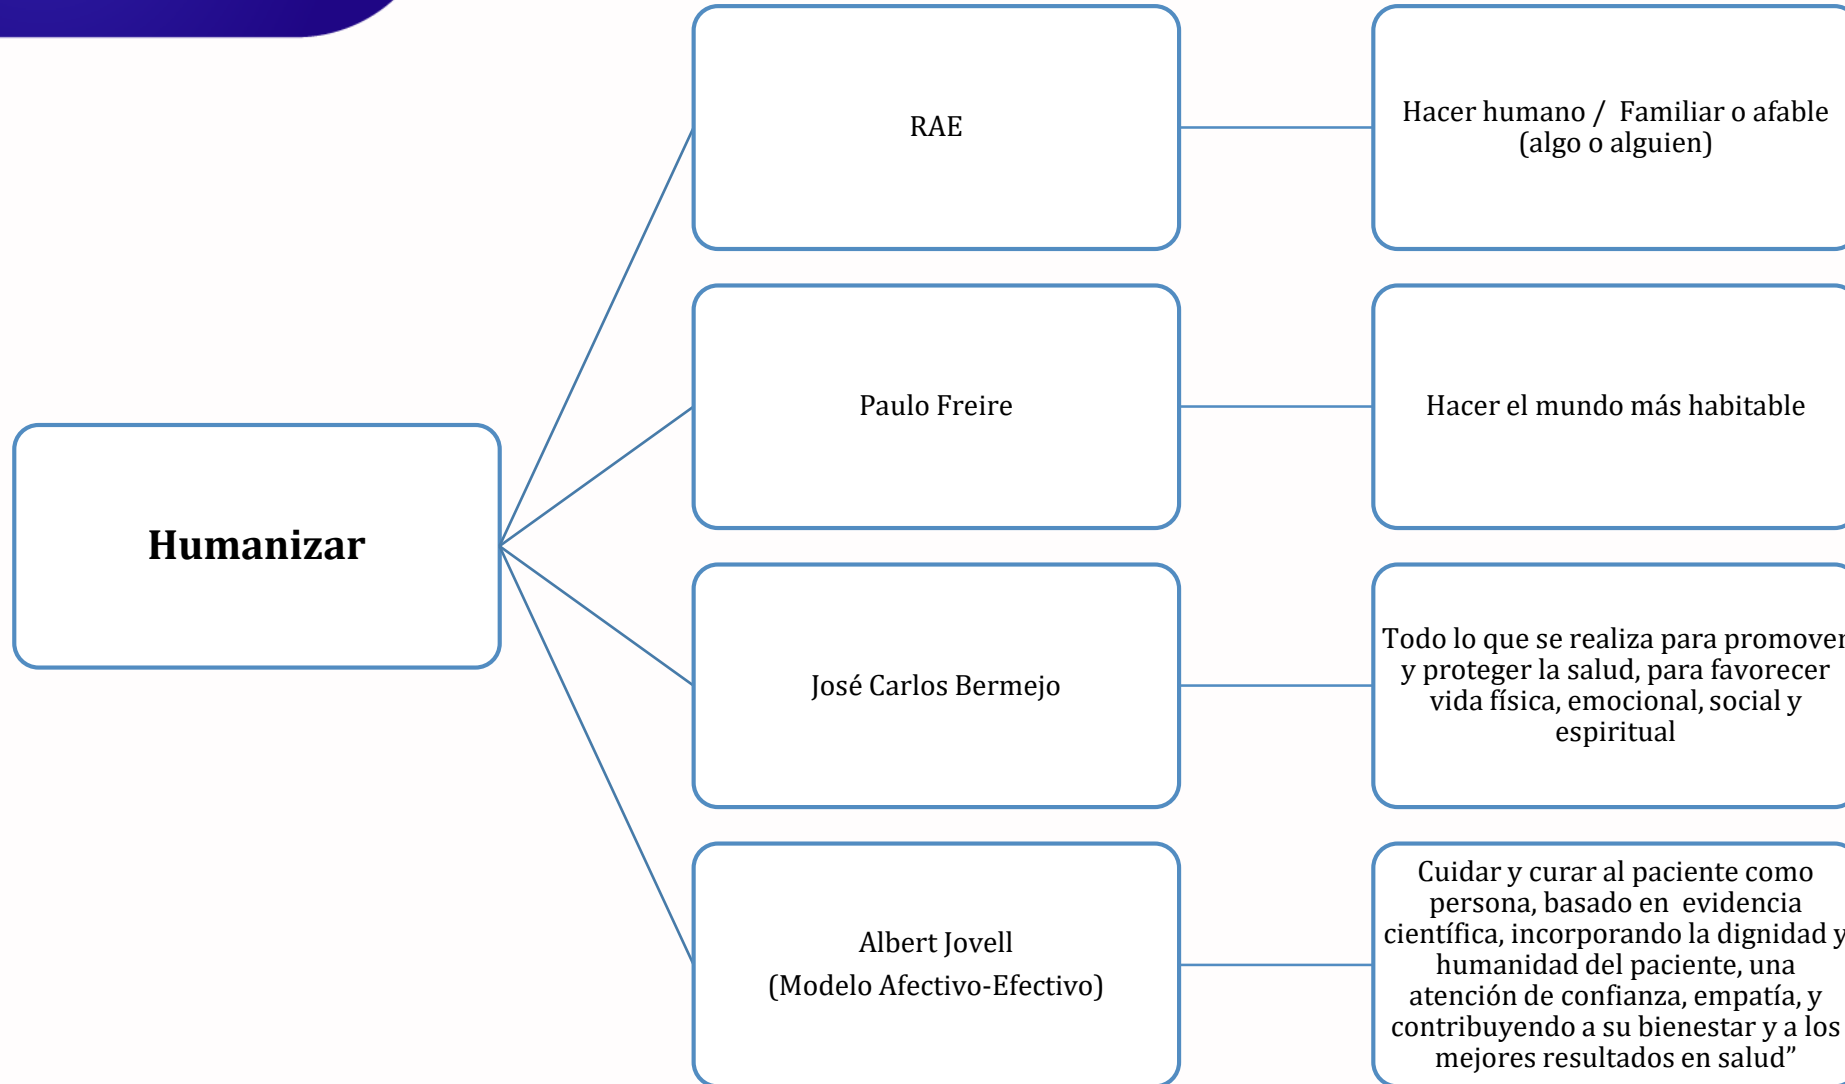 RAE
Hacer humano / Familiar o afable
(algo o alguien)
Paulo Freire
Hacer el mundo más habitable
Humanizar
José Carlos Bermejo
Todo lo que se realiza para promover
y proteger la salud, para favorecer
vida física, emocional, social y
espiritual
Albert Jovell
(Modelo Afectivo-Efectivo)
Cuidar y curar al paciente como
persona, basado en evidencia
científica, incorporando la dignidad y
humanidad del paciente, una
atención de confianza, empatía, y
contribuyendo a su bienestar y a los
mejores resultados en salud”